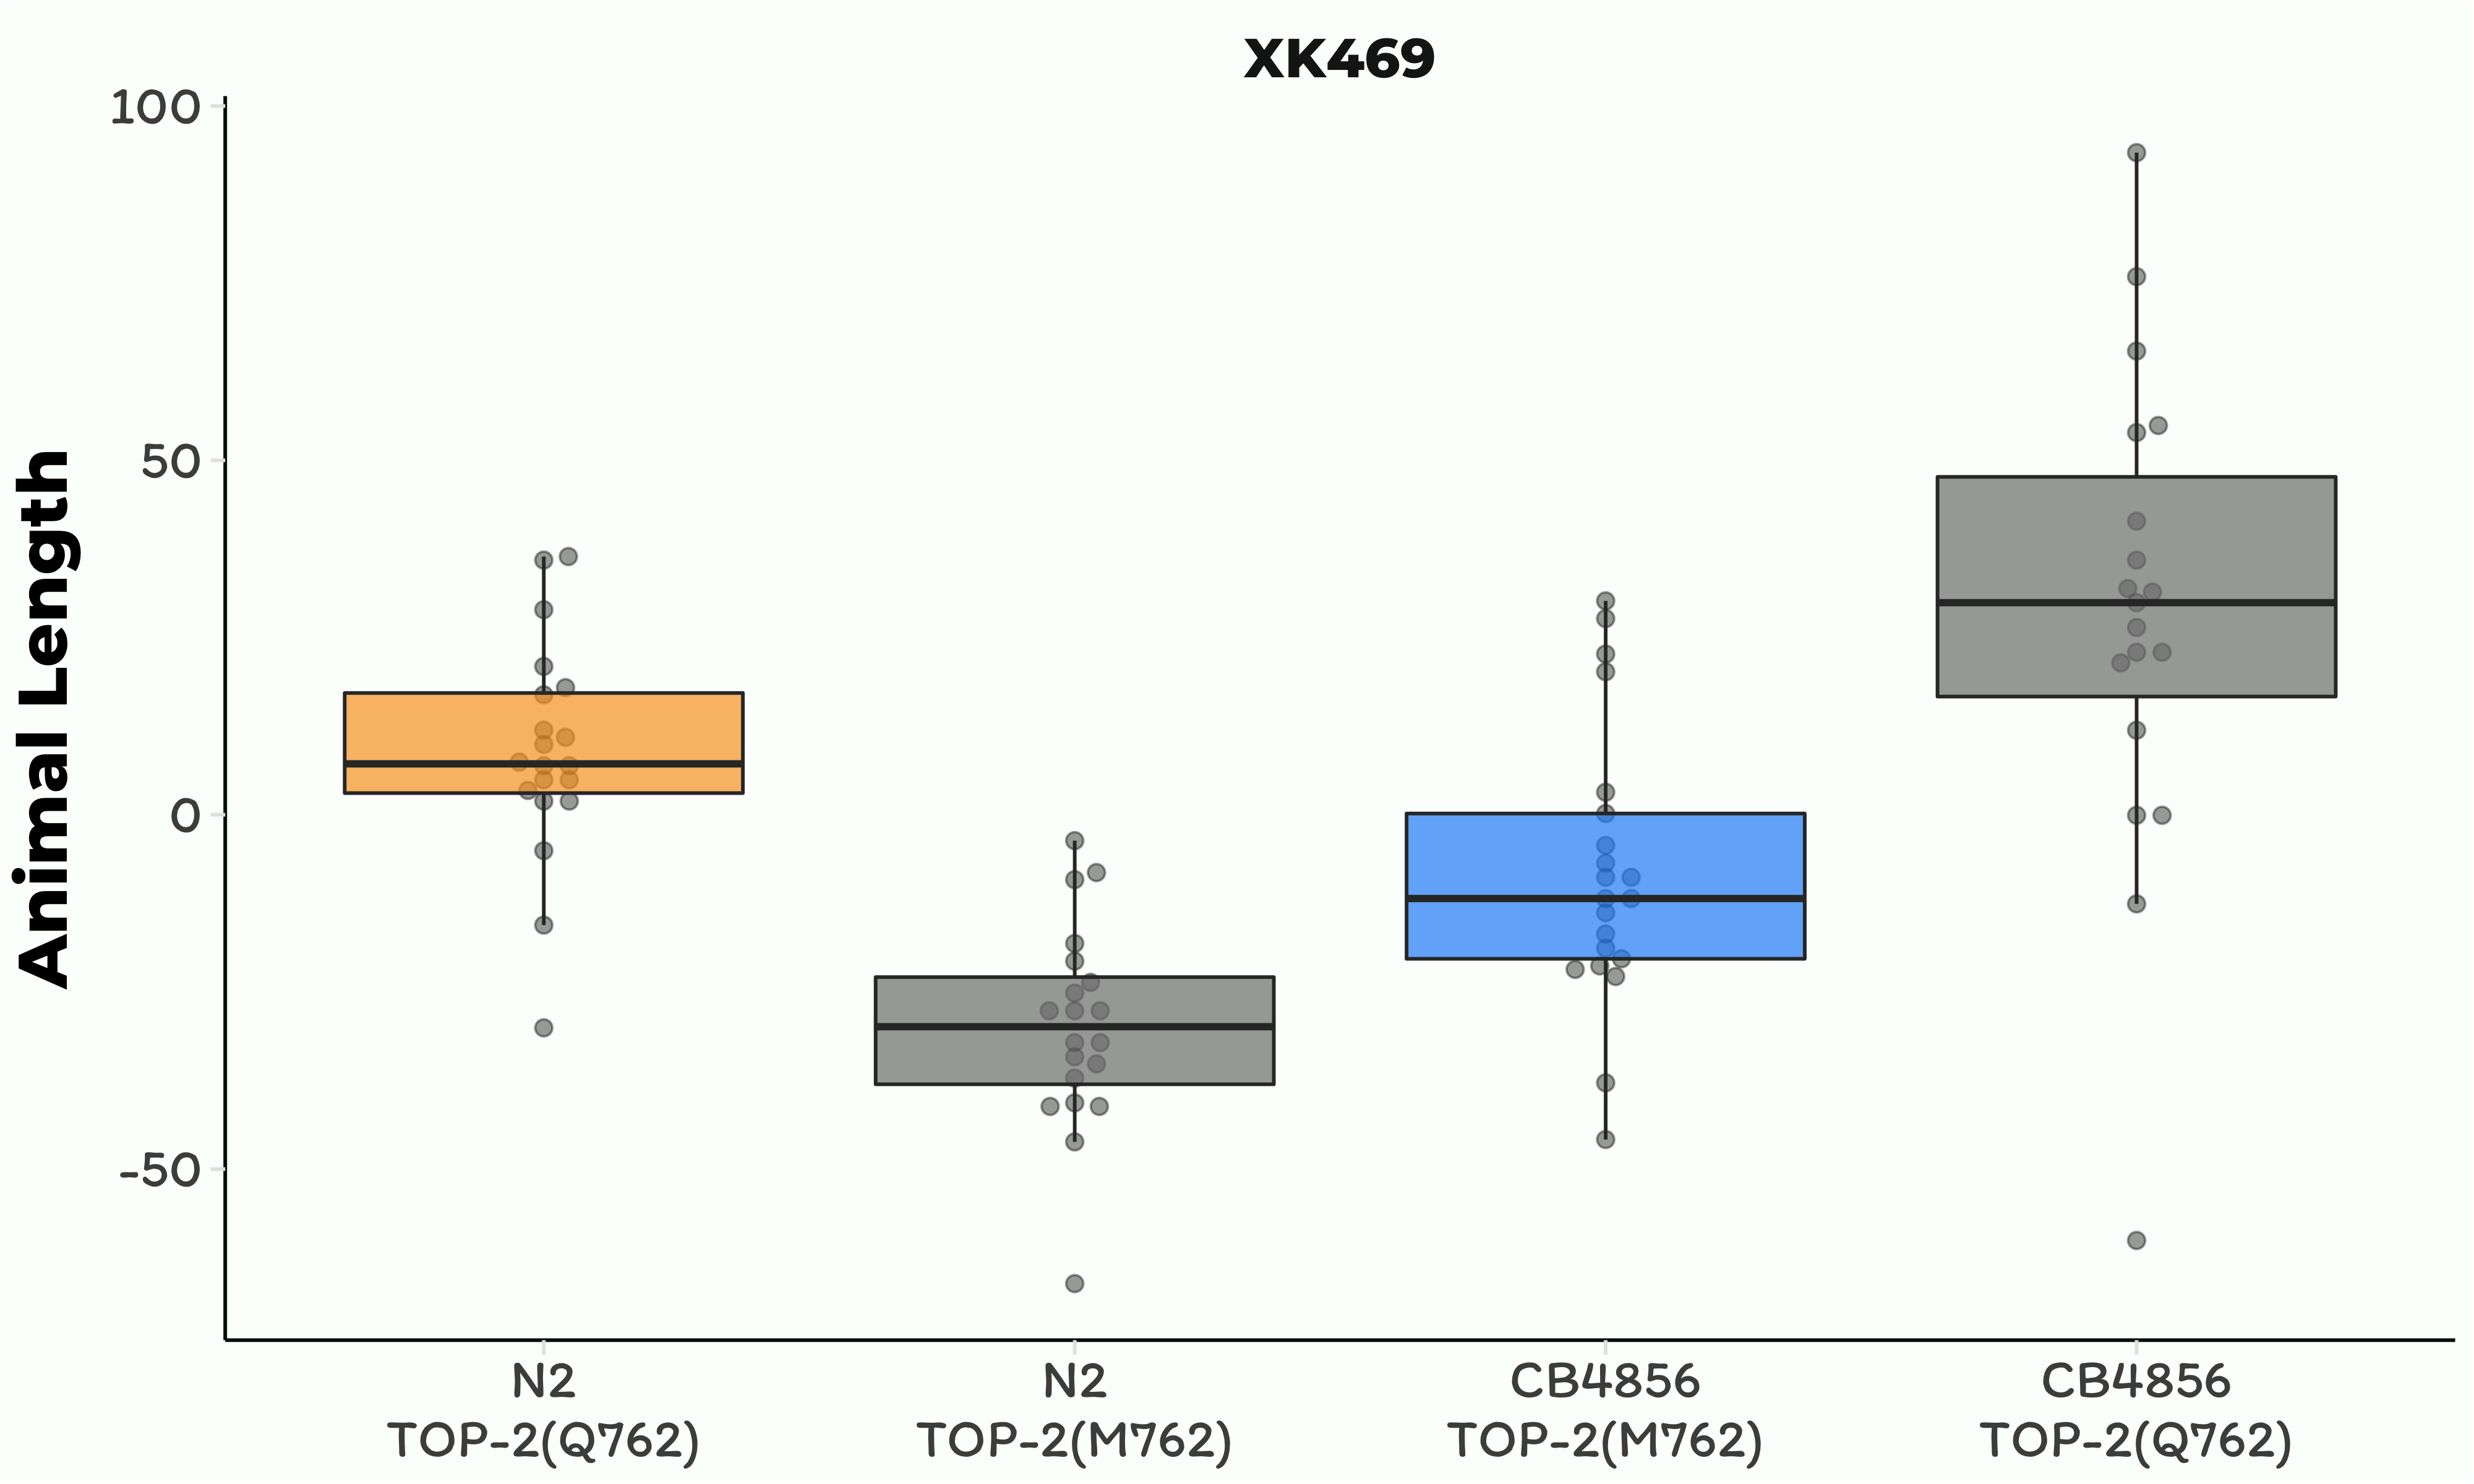 XK469
Animal Length
100
50
0
-50
N2
TOP-2(Q762)
N2
TOP-2(M762)
CB4856
TOP-2(M762)
CB4856
TOP-2(Q762)